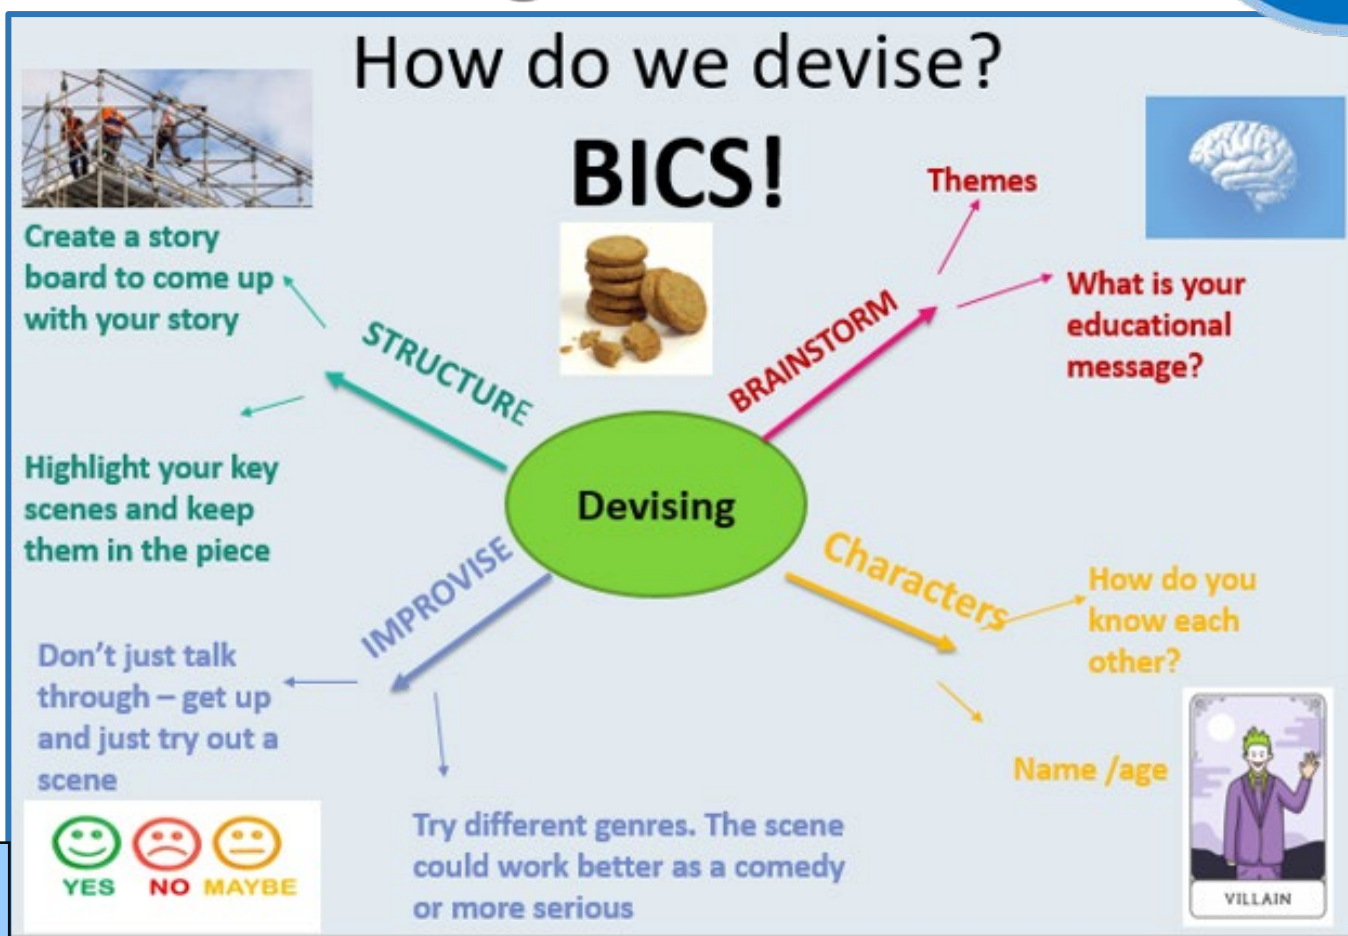 How do we devise?
BICS!
Themes
What is your
educational
message?
BRAINSTORM
Create a story
board to come up
with your story
STRUCTURE
Highlight your key
scenes and keep
them in the piece
Devising
Characters
How do you
know each
other?
Name /age
VILLAIN
IMPROVISE
Don't just talk
through – get up
and just try out a
scene
YES NO MAYBE
Try different genres. The scene
could work better as a comedy
or more serious